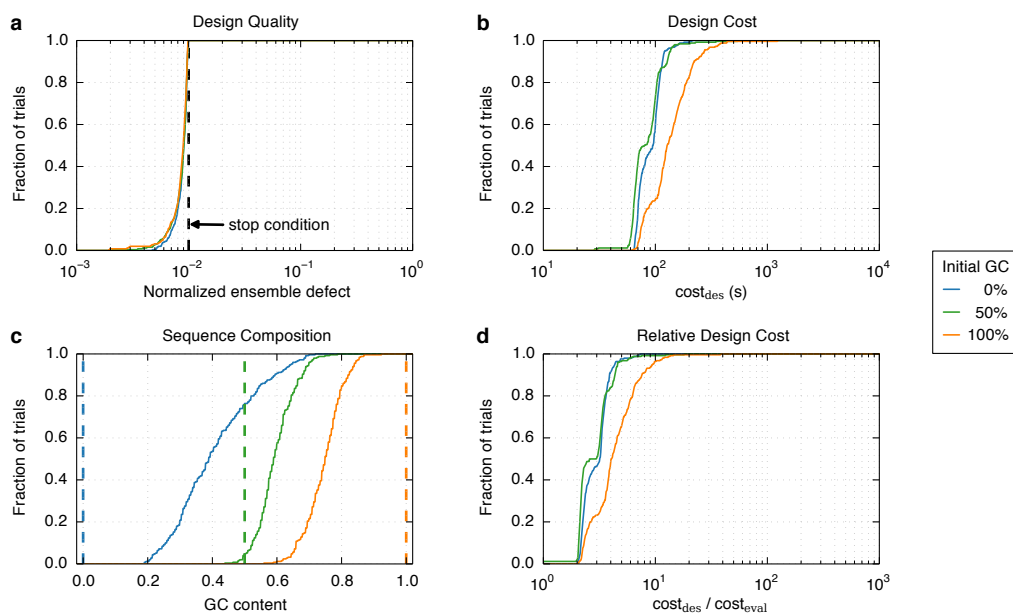 a
Design Quality
1.0
0.8
0.6
0.4
0.2
0.0
Fraction of trials
stop condition
10⁻³
10⁻²
10⁻¹
10⁰
Normalized ensemble defect
b
Design Cost
1.0
0.8
0.6
0.4
0.2
0.0
Fraction of trials
10¹
10²
10³
10⁴
cost_des (s)
Initial GC
0%
50%
100%
c
Sequence Composition
1.0
0.8
0.6
0.4
0.2
0.0
Fraction of trials
0.0
0.2
0.4
0.6
0.8
1.0
GC content
d
Relative Design Cost
1.0
0.8
0.6
0.4
0.2
0.0
Fraction of trials
10⁰
10¹
10²
10³
cost_des / cost_eval